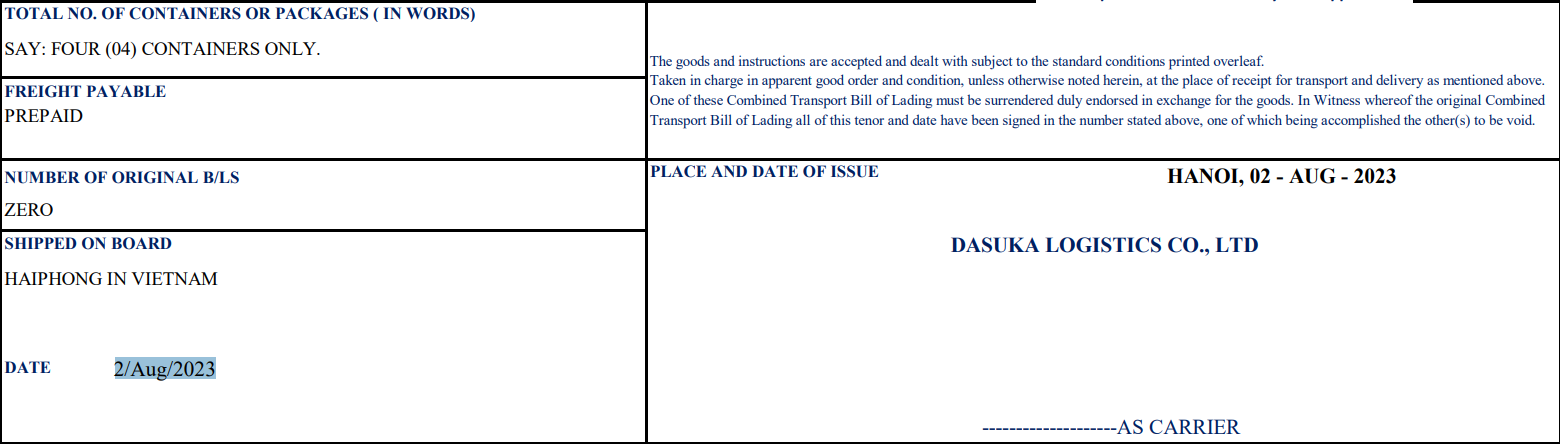 TOTAL NO. OF CONTAINERS OR PACKAGES ( IN WORDS)
SAY: FOUR (04) CONTAINERS ONLY.
FREIGHT PAYABLE
PREPAID
The goods and instructions are accepted and dealt with subject to the standard conditions printed overleaf.
Taken in charge in apparent good order and condition, unless otherwise noted herein, at the place of receipt for transport and delivery as mentioned above.
One of these Combined Transport Bill of Lading must be surrendered duly endorsed in exchange for the goods. In Witness whereof the original Combined
Transport Bill of Lading all of this tenor and date have been signed in the number stated above, one of which being accomplished the other(s) to be void.
NUMBER OF ORIGINAL B/LS
ZERO
SHIPPED ON BOARD
HAIPHONG IN VIETNAM
DATE 2/Aug/2023
PLACE AND DATE OF ISSUE HANOI, 02 - AUG - 2023
DASUKA LOGISTICS CO., LTD
--------------------AS CARRIER